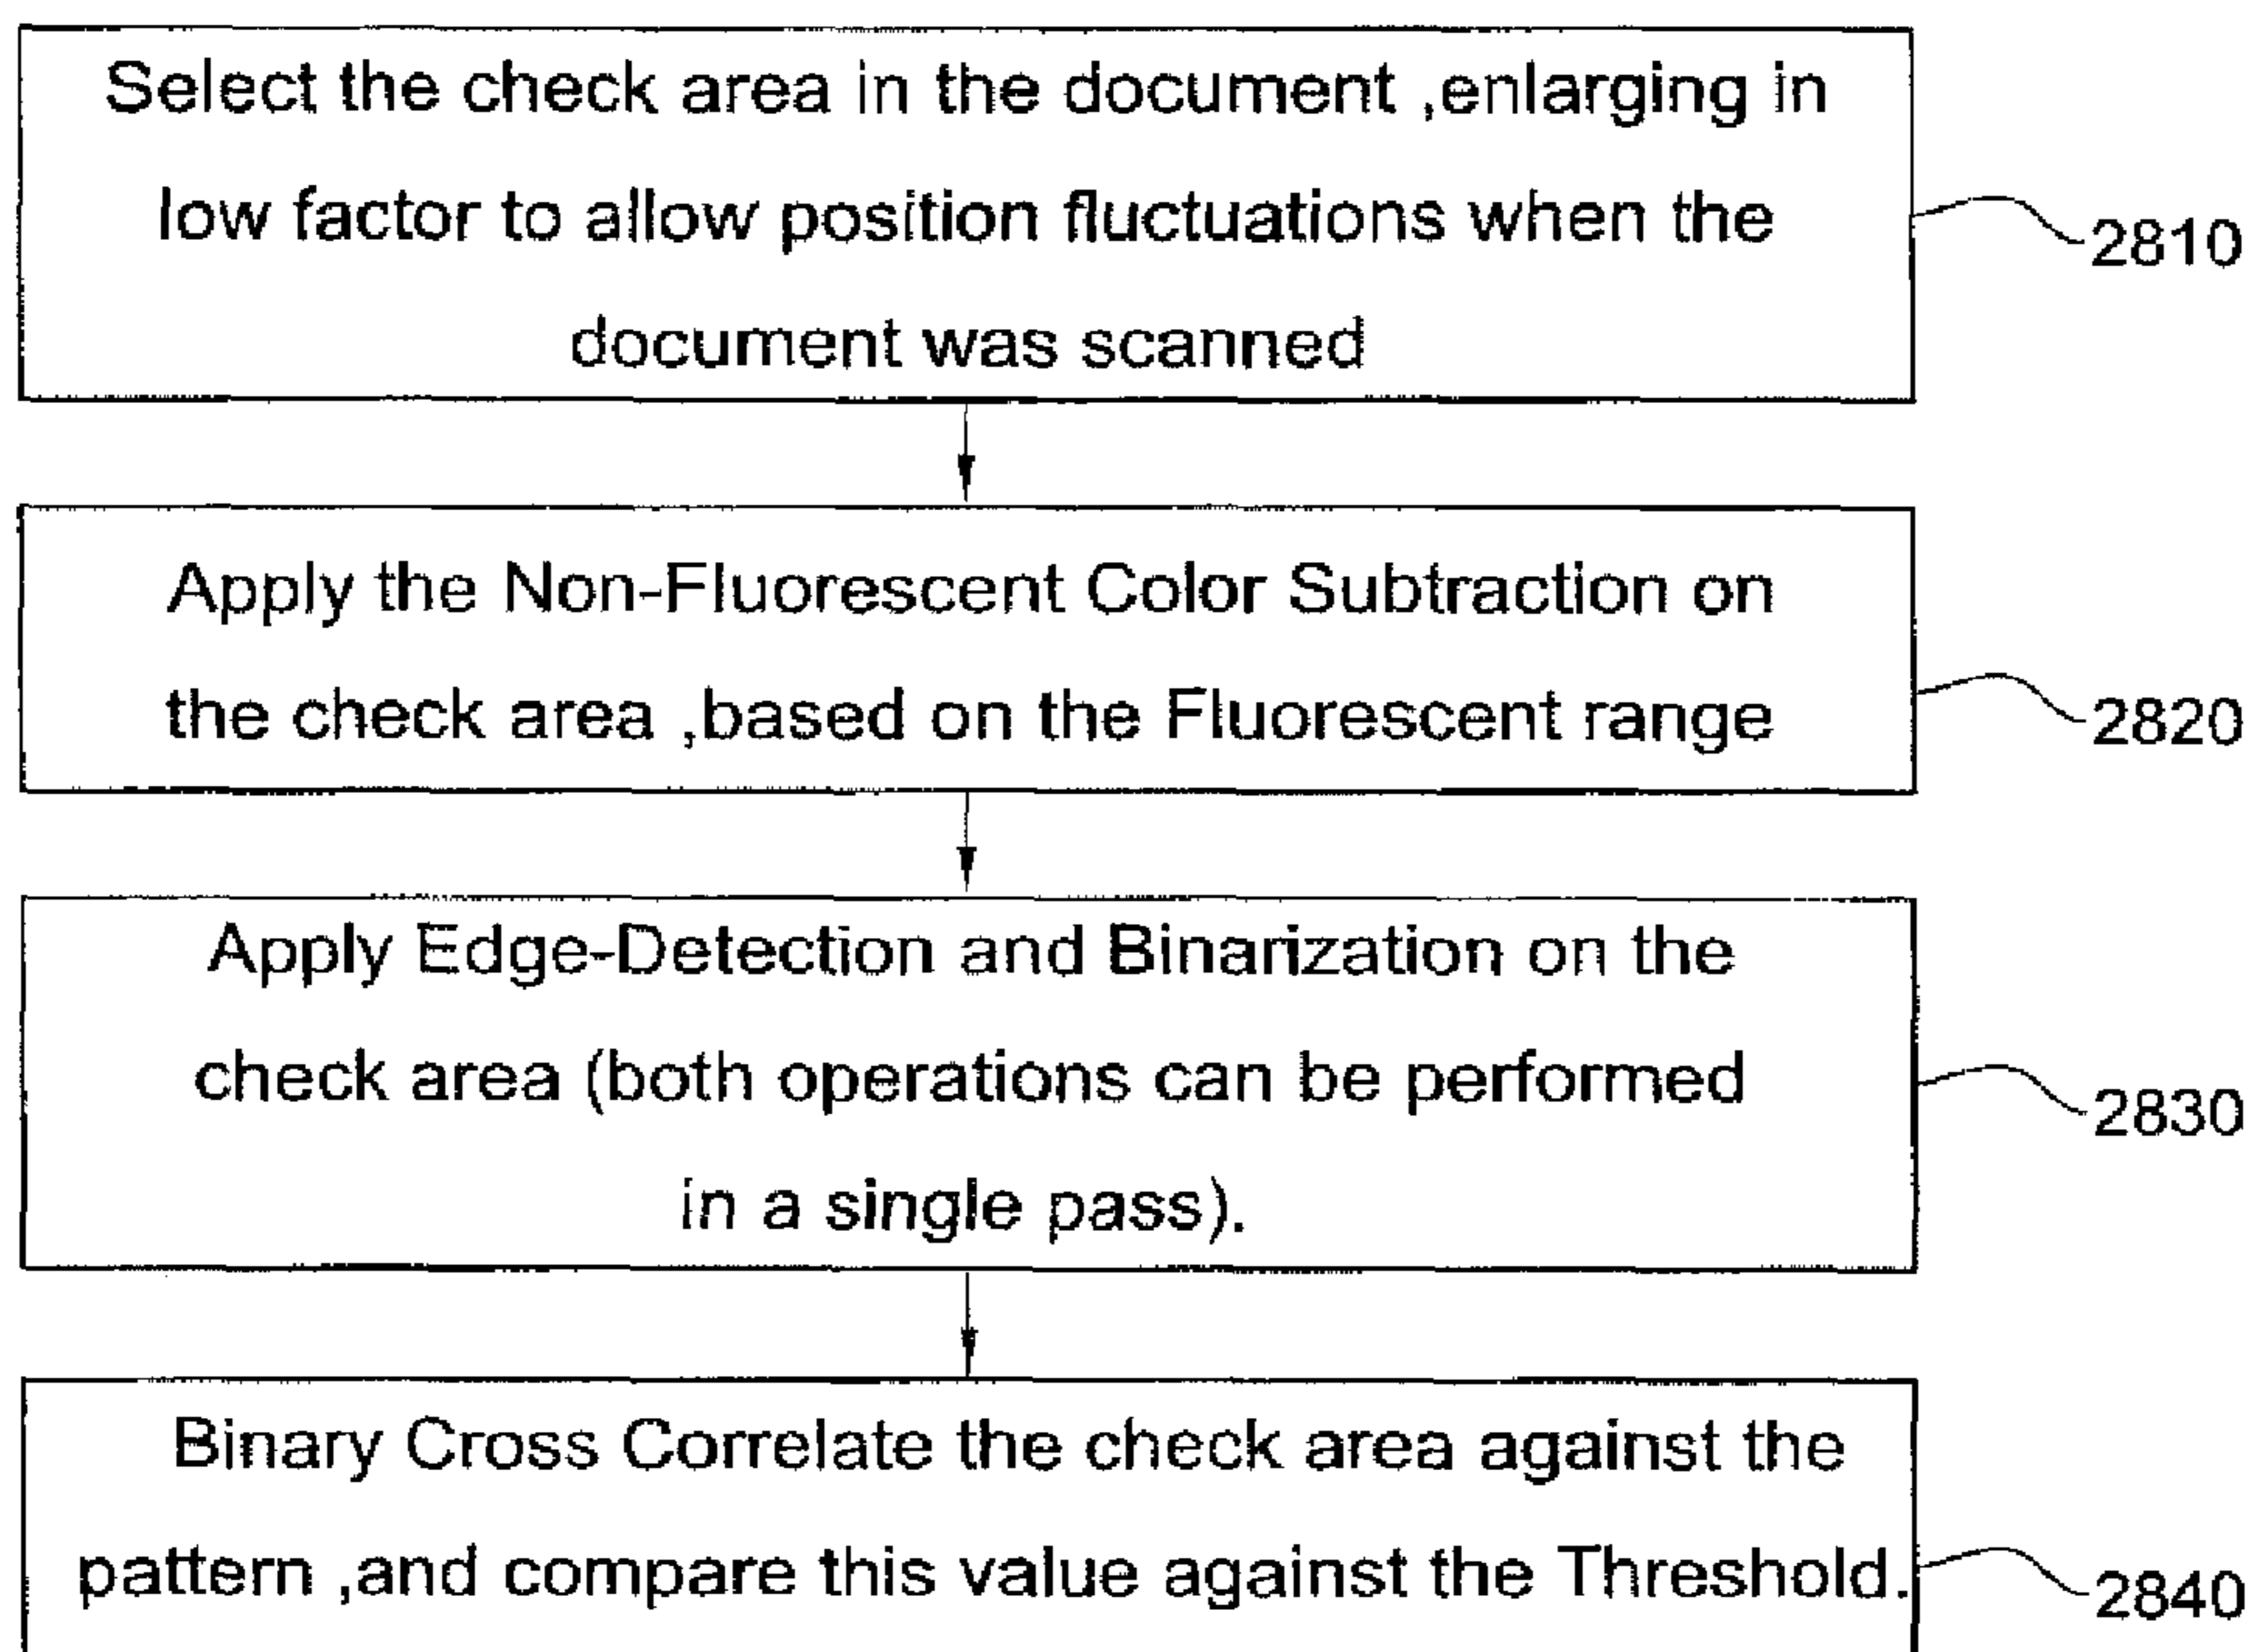 Select the check area in the document ,enlarging in
low factor to allow position fluctuations when the
document was scanned
2810
Apply the Non-Fluorescent Color Subtraction on
the check area ,based on the Fluorescent range
2820
Apply Edge-Detection and Binarization on the
check area (both operations can be performed
in a single pass).
2830
Binary Cross Correlate the check area against the
pattern ,and compare this value against the Threshold.
2840